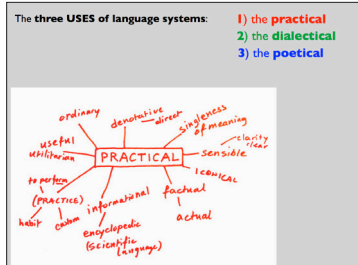 The three USES of language systems:
1) the practical
2) the dialectical
3) the poetical
ordinary
denotative
direct
singleness
of meaning
useful
utilitarian
PRACTICAL
clarity
clear
sensible
ICONICAL
to perform
(PRACTICE)
habit
custom
informational
encyclopedic
(scientific
language)
factual
actual